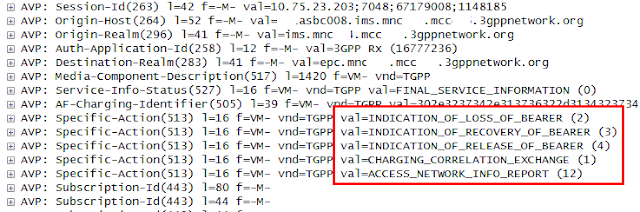 AVP: Session-Id(263) l=42 f=-M- val=10.75.23.203;7048;67179008;1148185
AVP: Origin-Host(264) l=52 f=-M- val= .asbc008.ims.mnc .mcc .3gppnetwork.org
AVP: Origin-Realm(296) l=41 f=-M- val=ims.mnc .mcc .3gppnetwork.org
AVP: Auth-Application-Id(258) l=12 f=-M- val=3GPP Rx (16777236)
AVP: Destination-Realm(283) l=41 f=-M- val=epc.mnc .mcc .3gppnetwork.org
AVP: Media-Component-Description(517) l=1420 f=VM- vnd=TGPP
AVP: Service-Info-Status(527) l=16 f=VM- vnd=TGPP val=FINAL_SERVICE_INFORMATION (0)
AVP: AF-Charging-Identifier(505) l=39 f=VM- vnd=TGPP
AVP: Specific-Action(513) l=16 f=VM- vnd=TGPP val=INDICATION_OF_LOSS_OF_BEARER (2)
AVP: Specific-Action(513) l=16 f=VM- vnd=TGPP val=INDICATION_OF_RECOVERY_OF_BEARER (3)
AVP: Specific-Action(513) l=16 f=VM- vnd=TGPP val=INDICATION_OF_RELEASE_OF_BEARER (4)
AVP: Specific-Action(513) l=16 f=VM- vnd=TGPP val=CHARGING_CORRELATION_EXCHANGE (1)
AVP: Specific-Action(513) l=16 f=VM- vnd=TGPP val=ACCESS_NETWORK_INFO_REPORT (12)
AVP: Subscription-Id(443) l=80 f=-M-
AVP: Subscription-Id(443) l=44 f=-M-